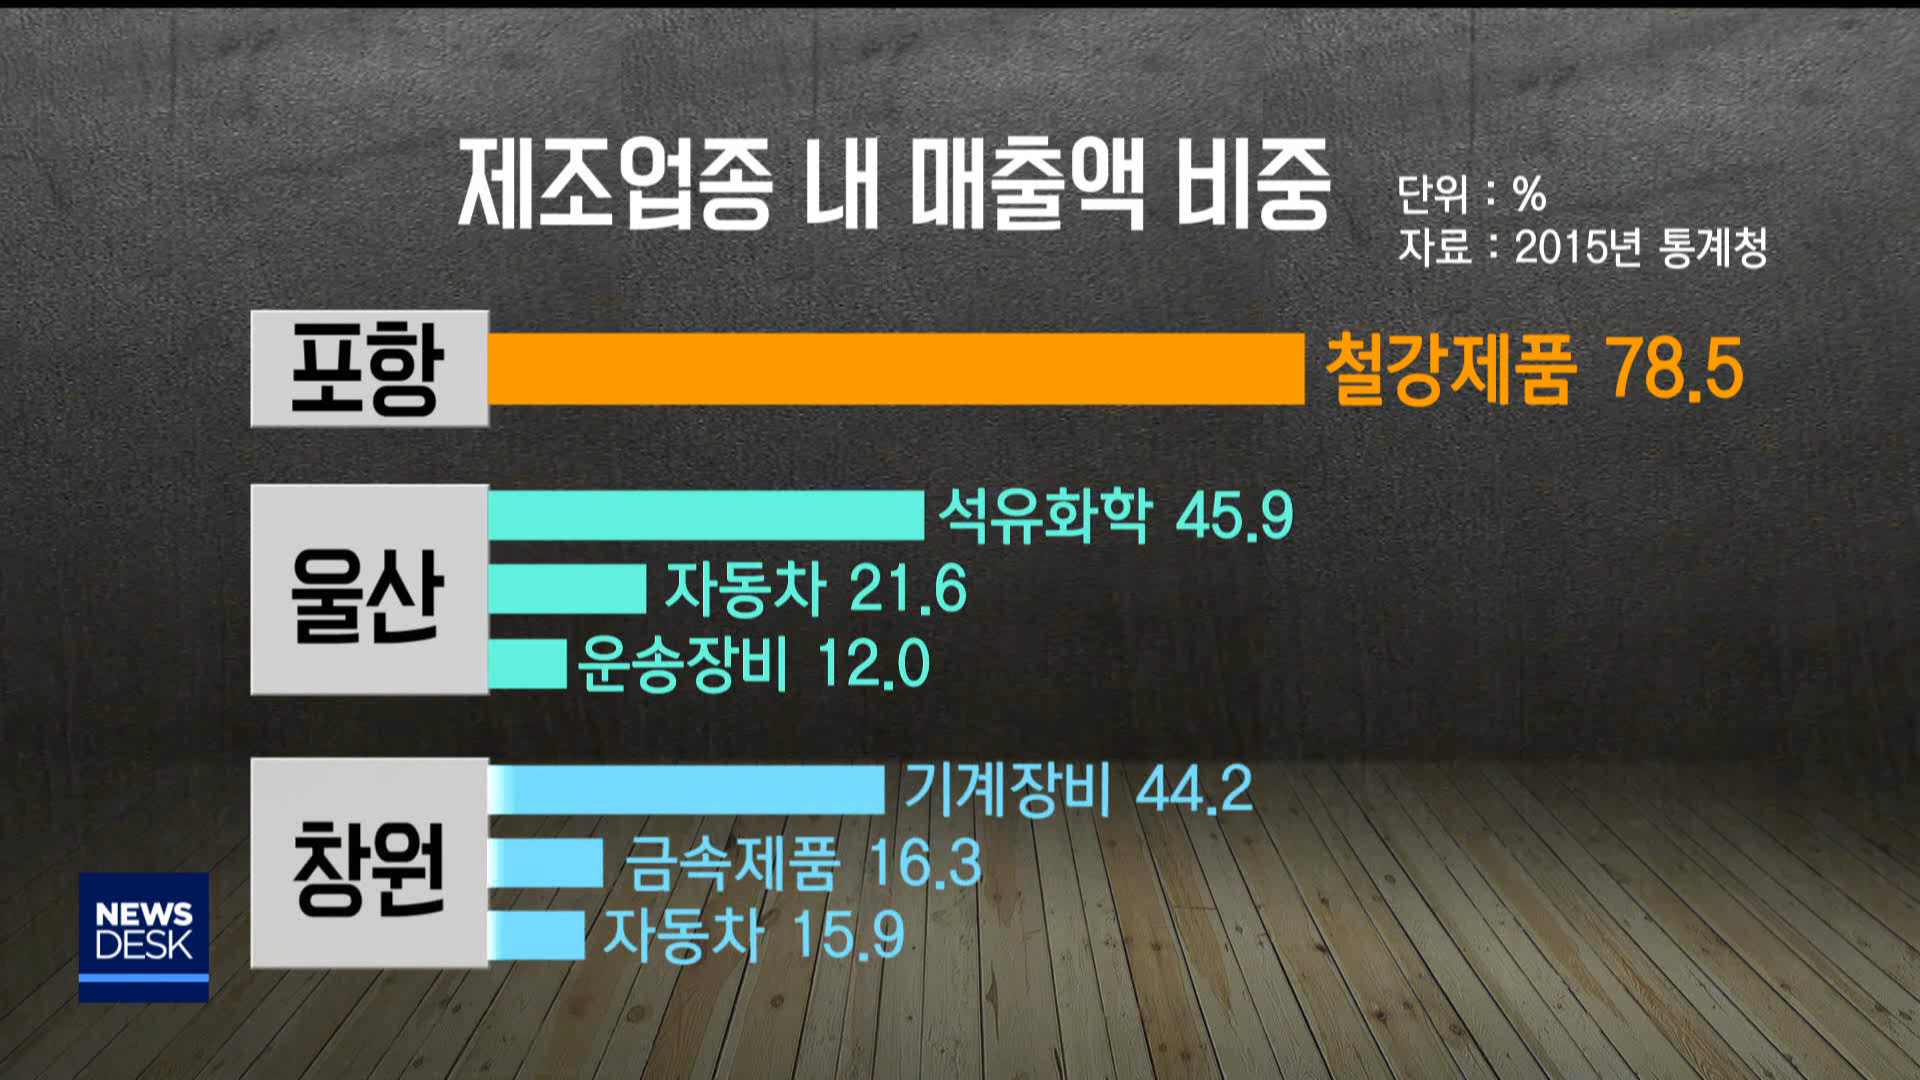 제조업종 내 매출액 비중
단위 : %
자료 : 2015년 통계청
포항
철강제품 78.5
울산
석유화학 45.9
자동차 21.6
운송장비 12.0
창원
기계장비 44.2
금속제품 16.3
자동차 15.9
NEWS
DESK